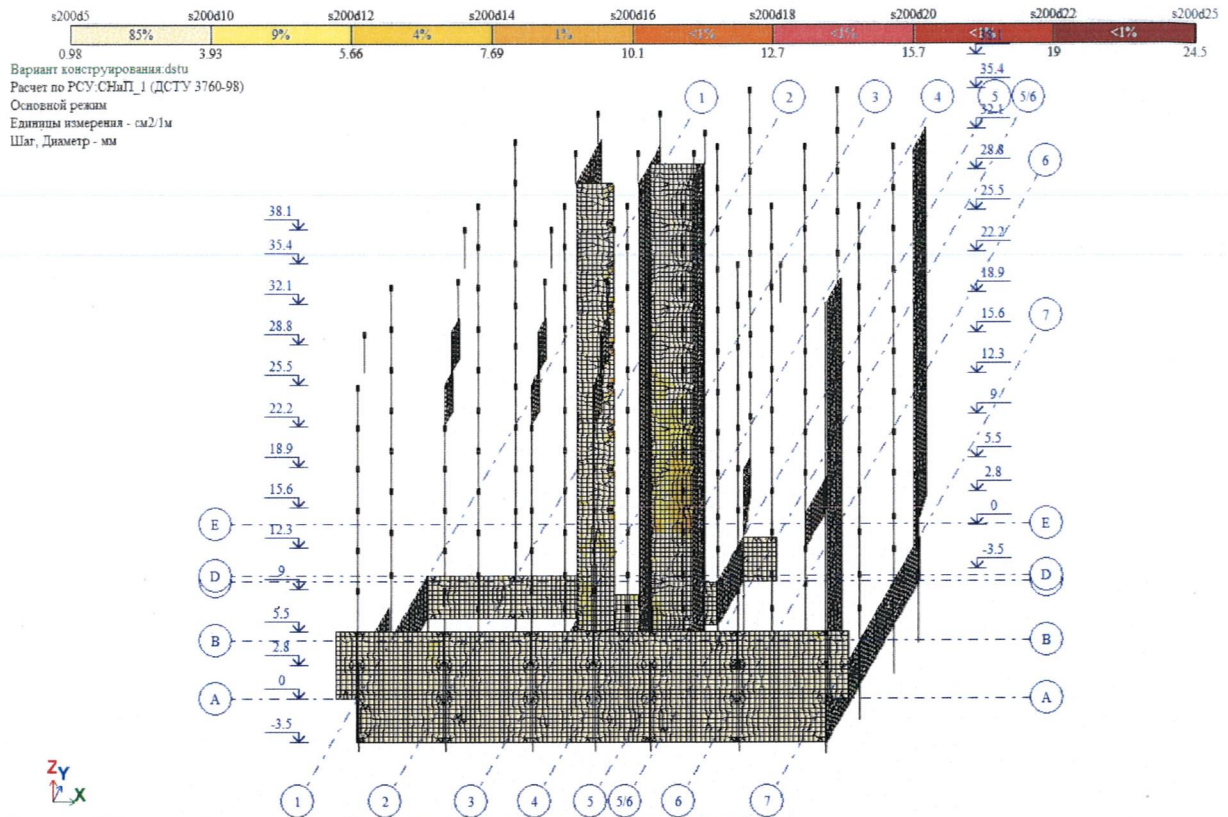 s200d5 s200d10 s200d12 s200d14 s200d16 s200d18 s200d20 s200d22 s200d25
85% 9% 4% 1% <1% <1% <1% <1%
0.98 3.93 5.66 7.69 10.1 12.7 15.7 19 24.5
Вариант конструирования:dstu
Расчет по РСУ:СНиП_1 (ДСТУ 3760-98)
Основной режим
Единицы измерения - см2/1м
Шаг, Диаметр - мм
1 2 3 4 5 5/6
6
7
38.1
35.4
32.1
28.8
25.5
22.2
18.9
15.6
12.3
9
5.5
2.8
0
-3.5
35.4
32.1
28.8
25.5
22.2
18.9
15.6
12.3
9
5.5
2.8
0
-3.5
E E
D D
B B
A A
Z Y
X
1 2 3 4 5 5/6 6 7